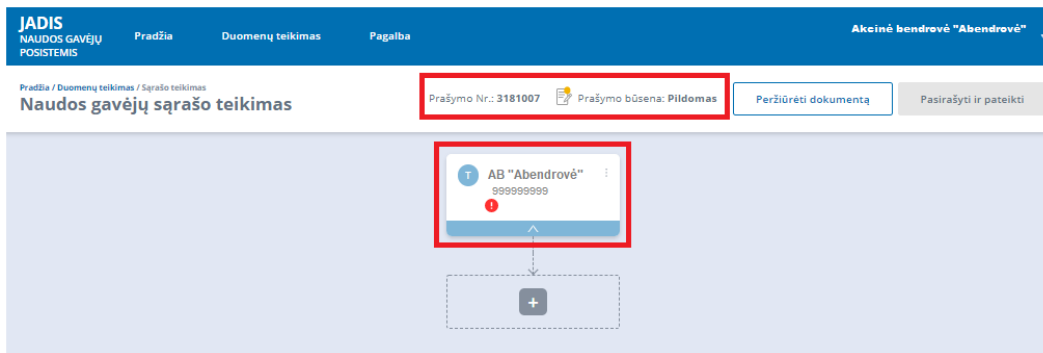 JADIS
NAUDOS GAVĖJŲ
POSISTEMIS
Pradžia
Duomenų teikimas
Pagalba
Akcinė bendrovė "Abendrovė"
Pradžia / Duomenų teikimas / Sąrašo teikimas
Naudos gavėjų sąrašo teikimas
Prašymo Nr.: 3181007
Prašymo būsena: Pildomas
Peržiūrėti dokumentą
Pasirašyti ir pateikti
T
AB "Abendrovė"
999999999
!
+